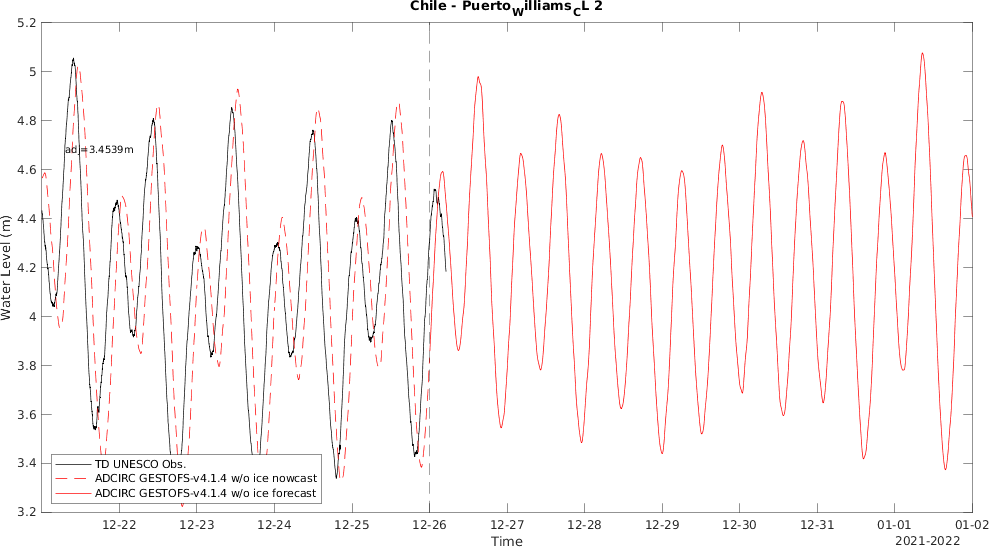 Chile - PuertoWilliamsCL 2
5.2
5
4.8
4.6
4.4
4.2
4
3.8
3.6
3.4
3.2
Water Level (m)
adj=3.4539m
TD UNESCO Obs.
ADCIRC GESTOFS-v4.1.4 w/o ice nowcast
ADCIRC GESTOFS-v4.1.4 w/o ice forecast
12-22 12-23 12-24 12-25 12-26 12-27 12-28 12-29 12-30 12-31 01-01 01-02
Time
2021-2022